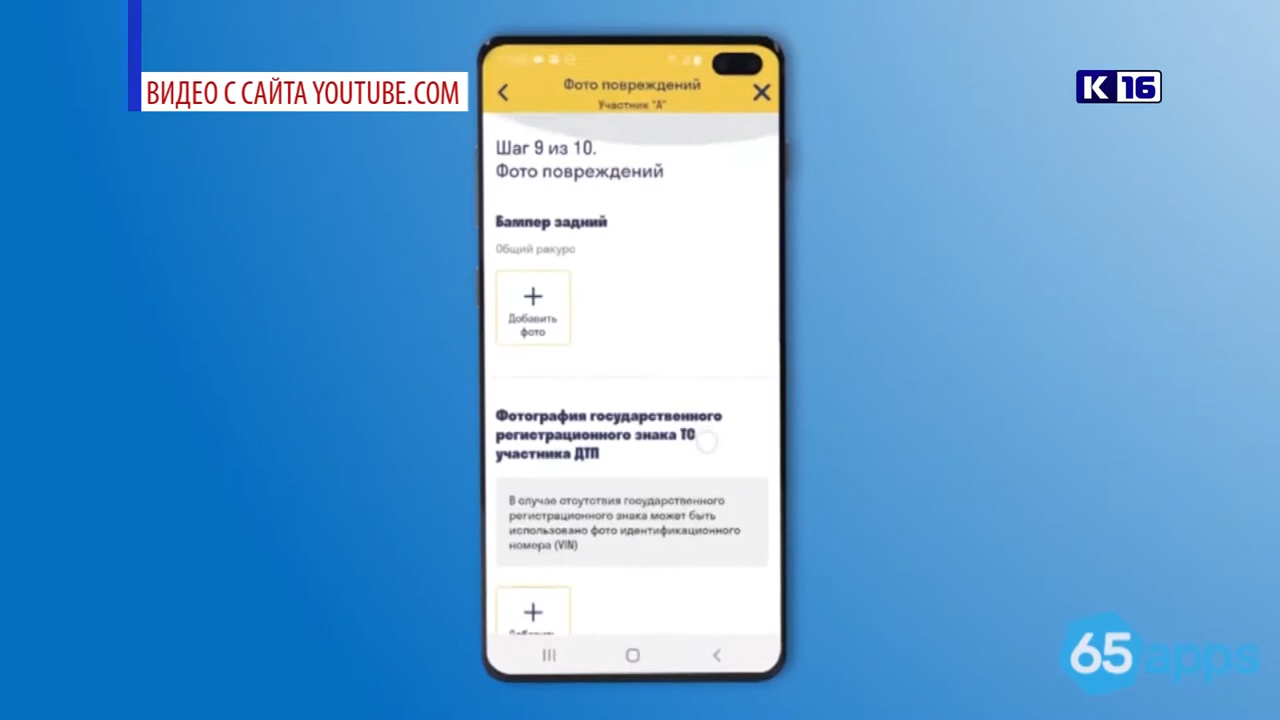 ВИДЕО С САЙТА YOUTUBE.COM
К 16
Фото повреждений
Участник "А"
Шаг 9 из 10.
Фото повреждений
Бампер задний
Общий ракурс
Добавить
фото
Фотография государственного
регистрационного знака ТС
участника ДТП
В случае отсутствия государственного
регистрационного знака может быть
использовано фото идентификационного
номера (VIN)
Добавить
65apps